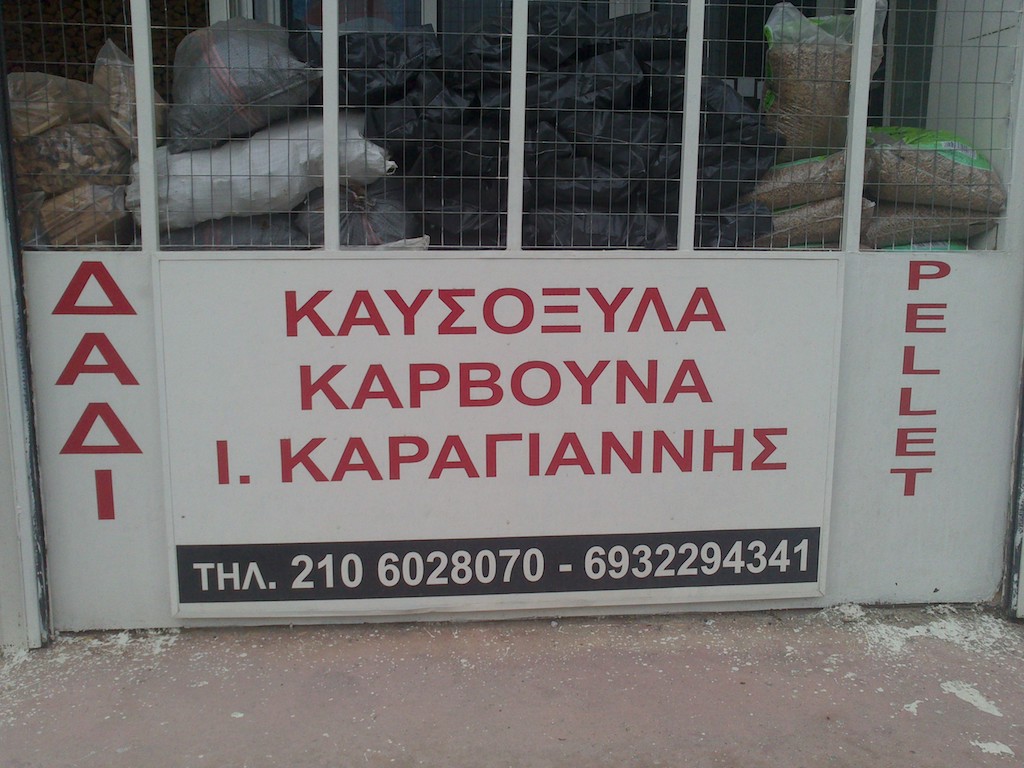 ΔΑΔΙ
ΚΑΥΣΟΞΥΛΑ
ΚΑΡΒΟΥΝΑ
Ι. ΚΑΡΑΓΙΑΝΝΗΣ
ΤΗΛ. 210 6028070 - 6932294341
PELLET